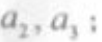 a₂, a₃ ;